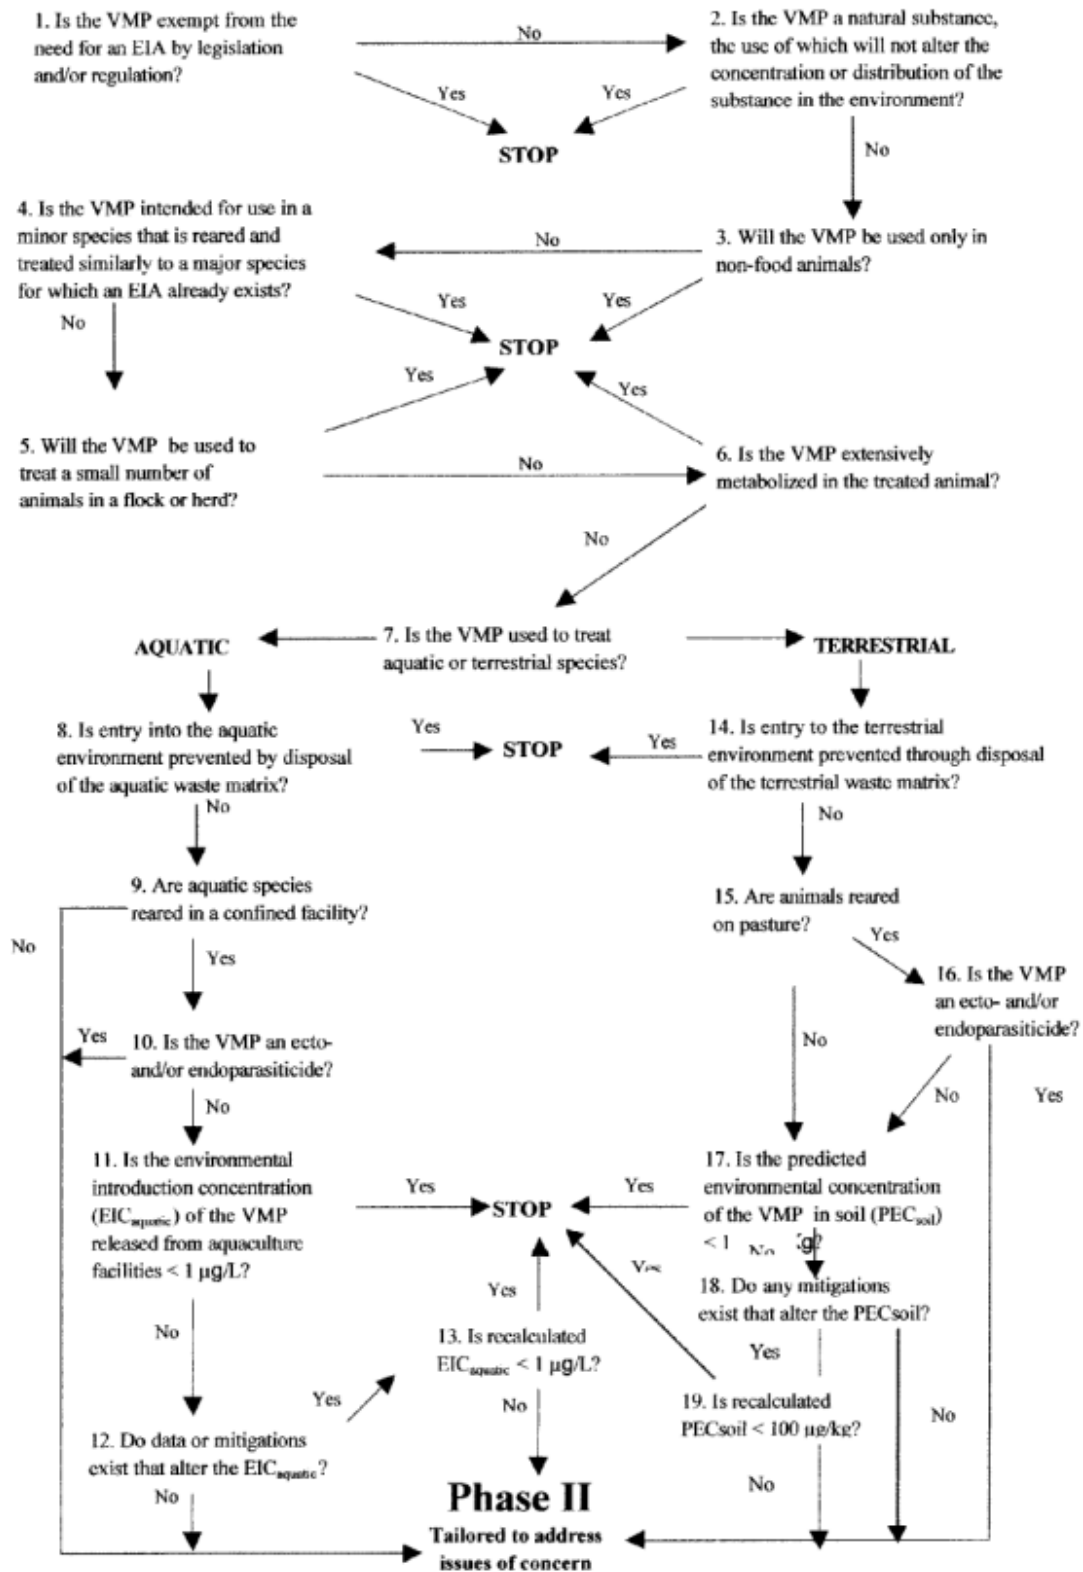 1. Is the VMP exempt from the
need for an EIA by legislation
and/or regulation?
No
2. Is the VMP a natural substance,
the use of which will not alter the
concentration or distribution of the
substance in the environment?
Yes
Yes
STOP
No
4. Is the VMP intended for use in a
minor species that is reared and
treated similarly to a major species
for which an EIA already exists?
No
3. Will the VMP be used only in
non-food animals?
Yes
Yes
No
STOP
Yes
Yes
5. Will the VMP be used to
treat a small number of
animals in a flock or herd?
No
6. Is the VMP extensively
metabolized in the treated animal?
No
AQUATIC
7. Is the VMP used to treat
aquatic or terrestrial species?
TERRESTRIAL
8. Is entry into the aquatic
environment prevented by disposal
of the aquatic waste matrix?
Yes
STOP
Yes
14. Is entry to the terrestrial
environment prevented through disposal
of the terrestrial waste matrix?
No
No
9. Are aquatic species
reared in a confined facility?
15. Are animals reared
on pasture?
No
Yes
Yes
16. Is the VMP
an ecto- and/or
endoparasiticide?
Yes
10. Is the VMP an ecto-
and/or endoparasiticide?
No
No
No
Yes
11. Is the environmental
introduction concentration
(EICaquatic) of the VMP
released from aquaculture
facilities < 1 µg/L?
Yes
STOP
Yes
17. Is the predicted
environmental concentration
of the VMP in soil (PECsoil)
< 1
No
g?
Yes
Yes
18. Do any mitigations
exist that alter the PECsoil?
No
13. Is recalculated
EICaquatic < 1 µg/L?
Yes
Yes
No
19. Is recalculated
PECsoil < 100 µg/kg?
No
12. Do data or mitigations
exist that alter the EICaquatic?
No
No
Phase II
Tailored to address
issues of concern